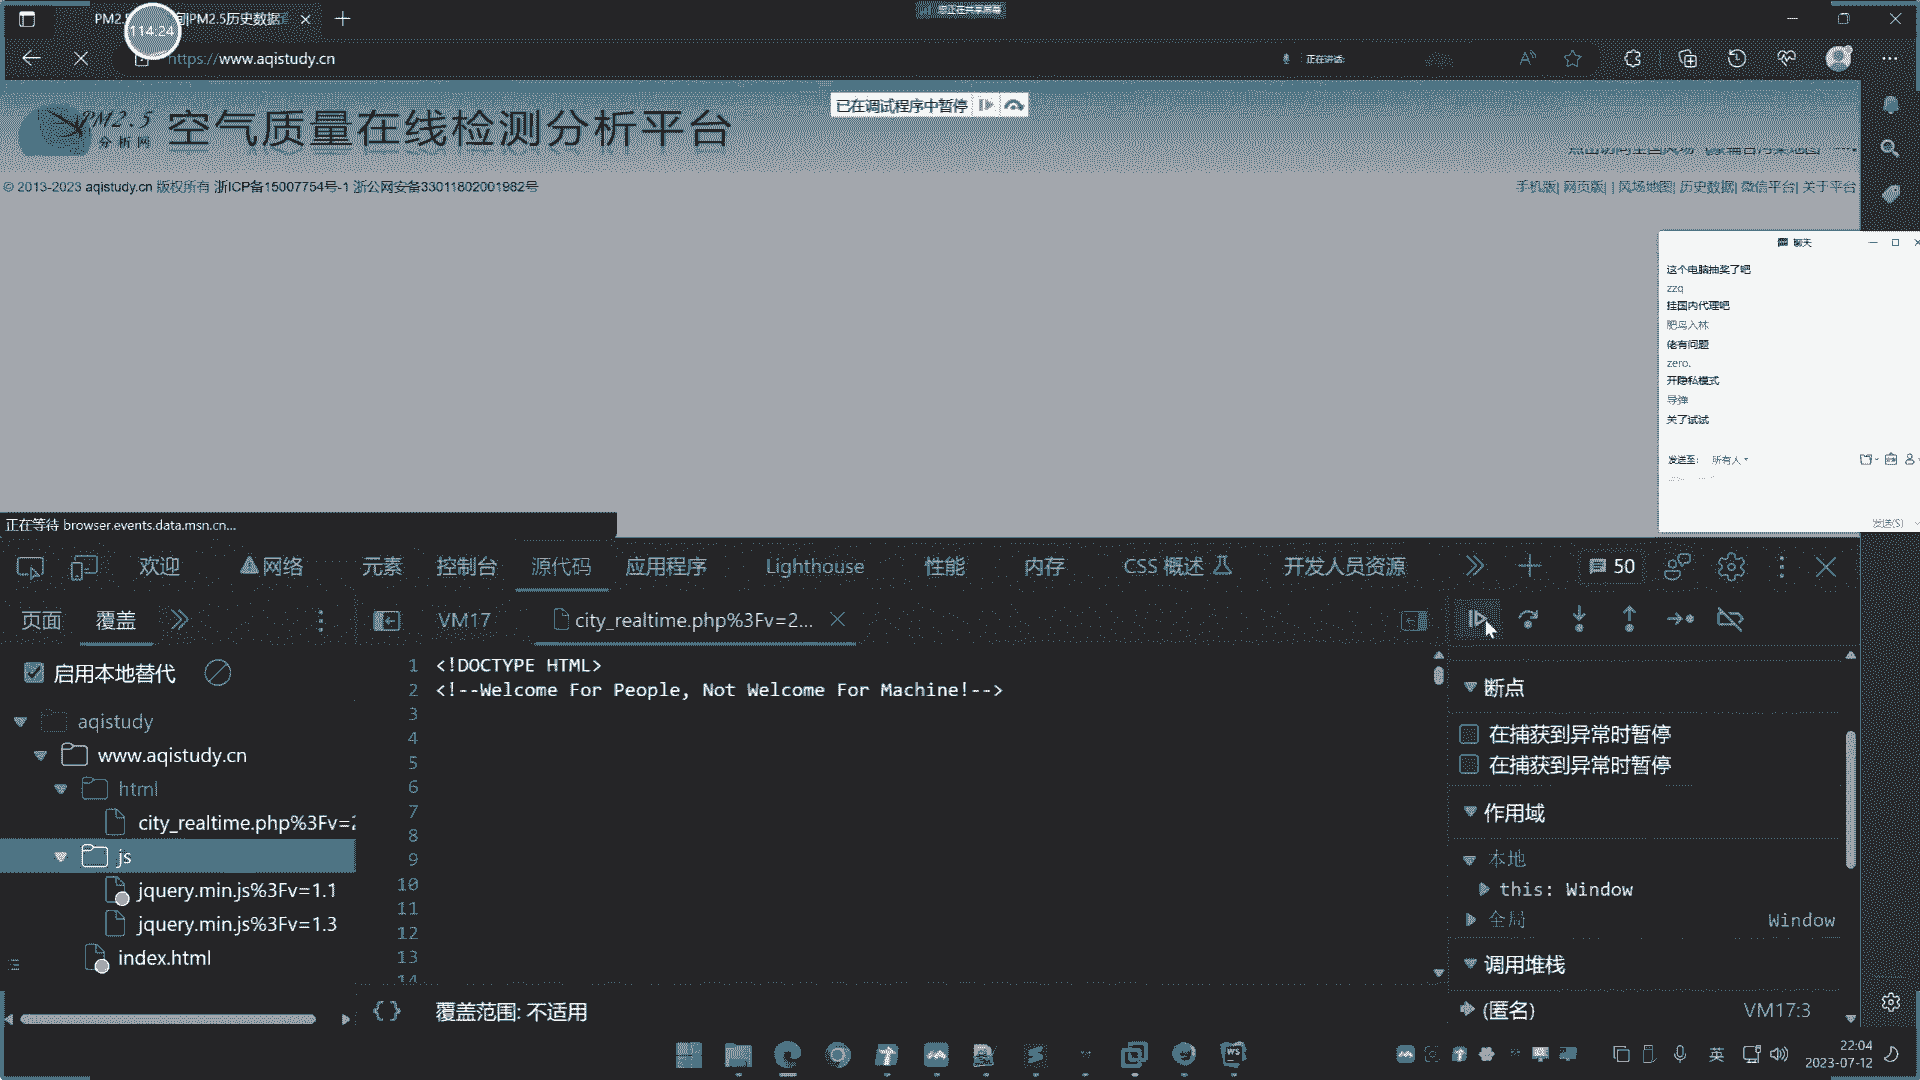 114:24
PM2.5历史数据
您正在共享屏幕
https://www.aqistudy.cn
正在讲话:
已在调试程序中暂停
PM2.5
分析网
空气质量在线检测分析平台
© 2013-2023 aqistudy.cn 版权所有 浙ICP备15007754号-1 浙公网安备33011802001982号
手机版| 网页版| | 风场地图| 历史数据| 微信平台| 关于平台
聊天
这个电脑抽奖了吧
zzq
挂国内代理吧
肥鸟入林
佬有问题
zero.
开隐私模式
导弹
关了试试
发送至: 所有人
发送(S)
正在等待 browser.events.data.msn.cn...
欢迎
网络
元素
控制台
源代码
应用程序
Lighthouse
性能
内存
CSS 概述
开发人员资源
50
页面
覆盖
VM17
city_realtime.php%3Fv=2...
启用本地替代
aqistudy
www.aqistudy.cn
html
city_realtime.php%3Fv=2
js
jquery.min.js%3Fv=1.1
jquery.min.js%3Fv=1.3
index.html
1 <!DOCTYPE HTML>
2 <!--Welcome For People, Not Welcome For Machine!-->
3
4
5
6
7
8
9
10
11
12
13
14
{} 覆盖范围: 不适用
断点
在捕获到异常时暂停
在捕获到异常时暂停
作用域
本地
this: Window
全局 Window
调用堆栈
(匿名) VM17:3
英
22:04
2023-07-12